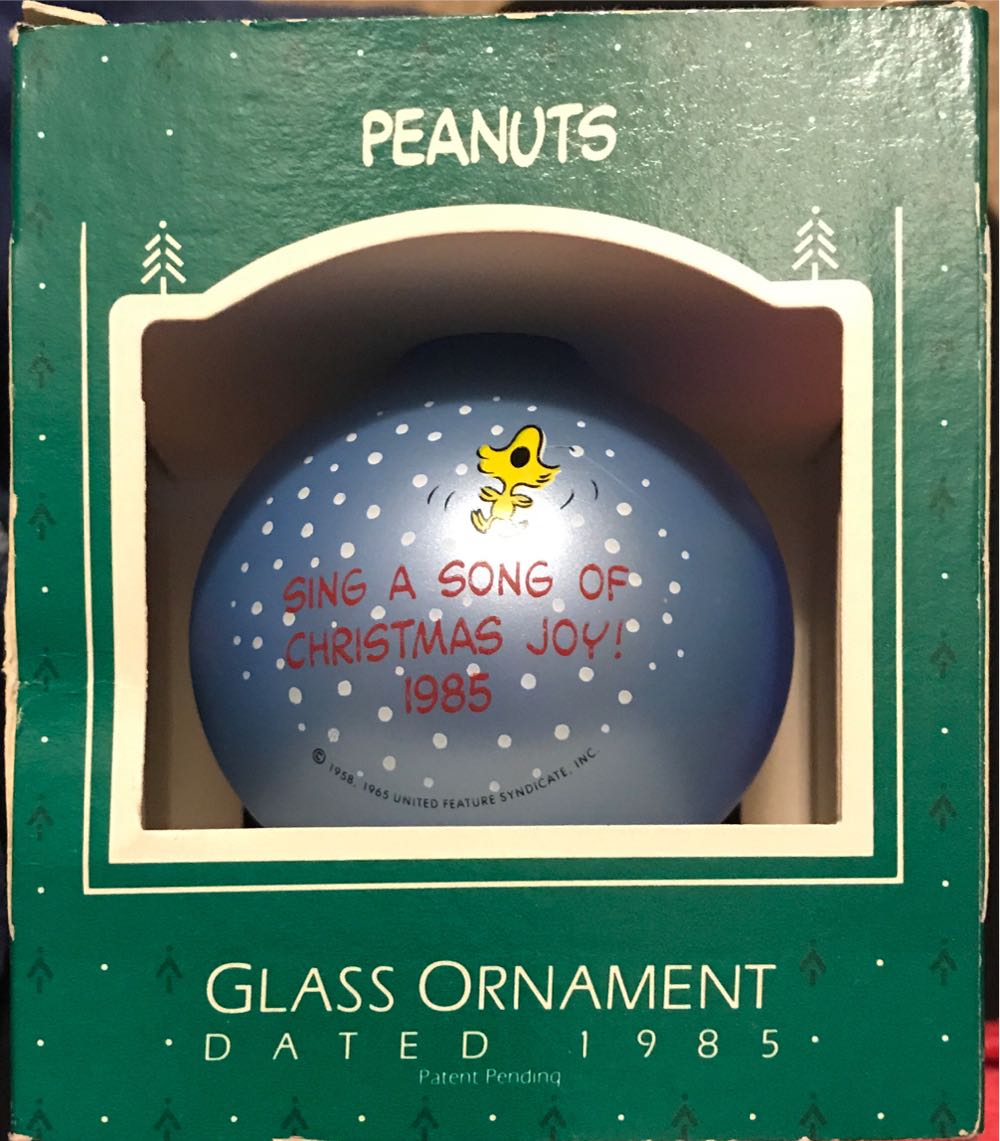 PEANUTS
SING A SONG OF
CHRISTMAS JOY!
1985
© 1958, 1965 UNITED FEATURE SYNDICATE, INC.
GLASS ORNAMENT
DATED 1985
Patent Pending